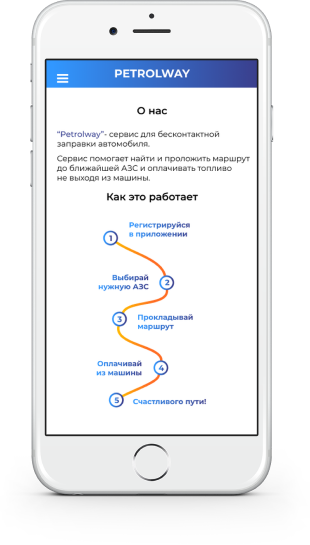 PETROLWAY
О нас
“Petrolway”- сервис для бесконтактной
заправки автомобиля.
Сервис помогает найти и проложить маршрут
до ближайшей АЗС и оплачивать топливо
не выходя из машины.
Как это работает
1
Регистрируйся
в приложении
Выбирай
нужную АЗС
2
3
Прокладывай
маршрут
Оплачивай
из машины
4
5
Счастливого пути!